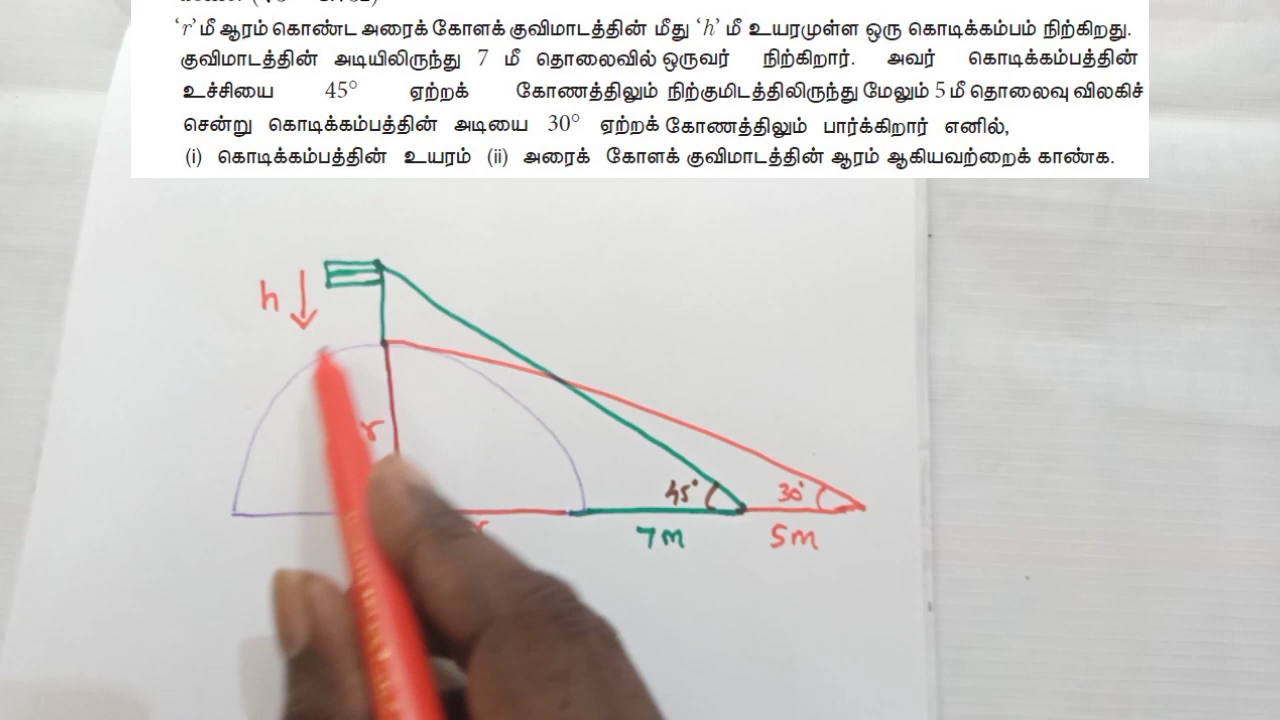 'r' மீ ஆரம் கொண்ட அரைக் கோளக் குவிமாடத்தின் மீது 'h' மீ உயரமுள்ள ஒரு கொடிக்கம்பம் நிற்கிறது.
குவிமாடத்தின் அடியிலிருந்து 7 மீ தொலைவில் ஒருவர் நிற்கிறார். அவர் கொடிக்கம்பத்தின்
உச்சியை 45° ஏற்றக் கோணத்திலும் நிற்குமிடத்திலிருந்து மேலும் 5 மீ தொலைவு விலகிச்
சென்று கொடிக்கம்பத்தின் அடியை 30° ஏற்றக் கோணத்திலும் பார்க்கிறார் எனில்,
(i) கொடிக்கம்பத்தின் உயரம் (ii) அரைக் கோளக் குவிமாடத்தின் ஆரம் ஆகியவற்றைக் காண்க.
h
r
45° 30°
7m 5m